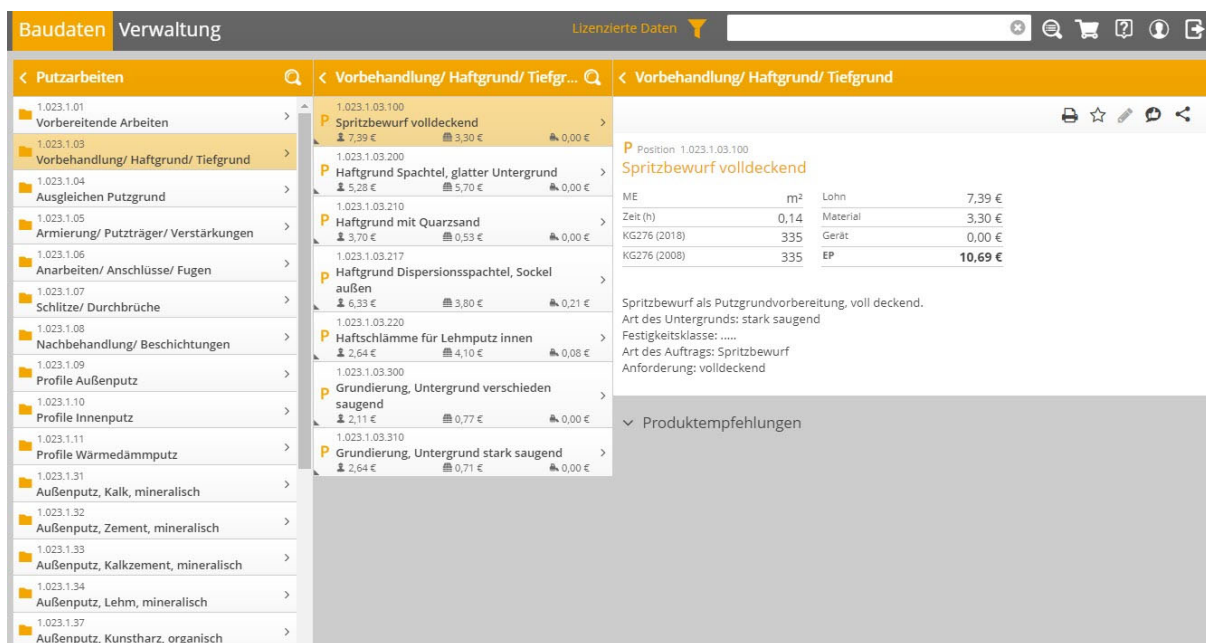 Baudaten Verwaltung
Lizenzierte Daten
Putzarbeiten
1.023.1.01
Vorbereitende Arbeiten
1.023.1.03
Vorbehandlung/ Haftgrund/ Tiefgrund
1.023.1.04
Ausgleichen Putzgrund
1.023.1.05
Armierung/ Putzträger/ Verstärkungen
1.023.1.06
Anarbeiten/ Anschlüsse/ Fugen
1.023.1.07
Schlitze/ Durchbrüche
1.023.1.08
Nachbehandlung/ Beschichtungen
1.023.1.09
Profile Außenputz
1.023.1.10
Profile Innenputz
1.023.1.11
Profile Wärmedämmputz
1.023.1.31
Außenputz, Kalk, mineralisch
1.023.1.32
Außenputz, Zement, mineralisch
1.023.1.33
Außenputz, Kalkzement, mineralisch
1.023.1.34
Außenputz, Lehm, mineralisch
1.023.1.37
Außenputz, Kunstharz, organisch
Vorbehandlung/ Haftgrund/ Tiefgr...
1.023.1.03.100
P Spritzbewurf volldeckend
7,39 € 3,30 € 0,00 €
1.023.1.03.200
P Haftgrund Spachtel, glatter Untergrund
5,28 € 5,70 € 0,00 €
1.023.1.03.210
P Haftgrund mit Quarzsand
3,70 € 0,53 € 0,00 €
1.023.1.03.217
P Haftgrund Dispersionsspachtel, Sockel
außen
6,33 € 3,80 € 0,21 €
1.023.1.03.220
P Haftschlämme für Lehmputz innen
2,64 € 4,10 € 0,08 €
1.023.1.03.300
P Grundierung, Untergrund verschieden
saugend
2,11 € 0,77 € 0,00 €
1.023.1.03.310
P Grundierung, Untergrund stark saugend
2,64 € 0,71 € 0,00 €
Vorbehandlung/ Haftgrund/ Tiefgrund
P Position 1.023.1.03.100
Spritzbewurf volldeckend
ME m² Lohn 7,39 €
Zeit (h) 0,14 Material 3,30 €
KG276 (2018) 335 Gerät 0,00 €
KG276 (2008) 335 EP 10,69 €
Spritzbewurf als Putzgrundvorbereitung, voll deckend.
Art des Untergrunds: stark saugend
Festigkeitsklasse: .....
Art des Auftrags: Spritzbewurf
Anforderung: volldeckend
Produktempfehlungen